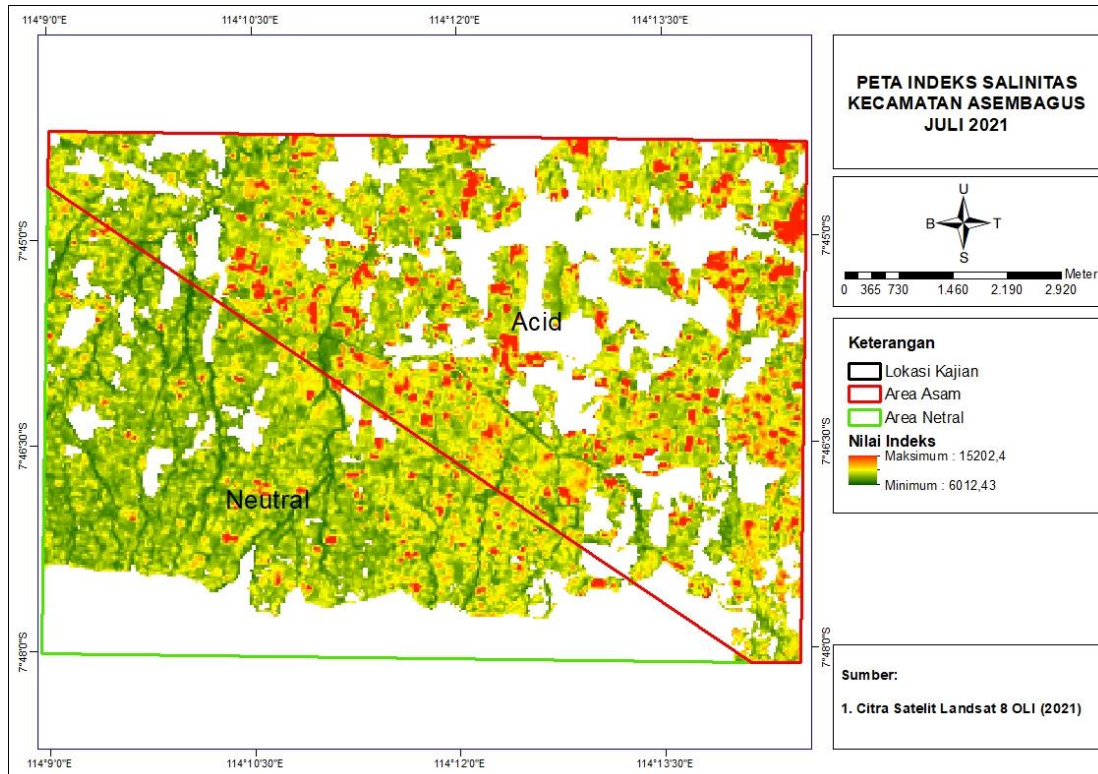 114°9'0"E 114°10'30"E 114°12'0"E 114°13'30"E
7°45'0"S
7°46'30"S
7°48'0"S
Acid
Neutral
7°45'0"S
7°46'30"S
7°48'0"S
114°9'0"E 114°10'30"E 114°12'0"E 114°13'30"E
PETA INDEKS SALINITAS
KECAMATAN ASEMBAGUS
JULI 2021
U
B T
S
Meter
0 365 730 1.460 2.190 2.920
Keterangan
Lokasi Kajian
Area Asam
Area Netral
Nilai Indeks
Maksimum : 15202,4
Minimum : 6012,43
Sumber:
1. Citra Satelit Landsat 8 OLI (2021)